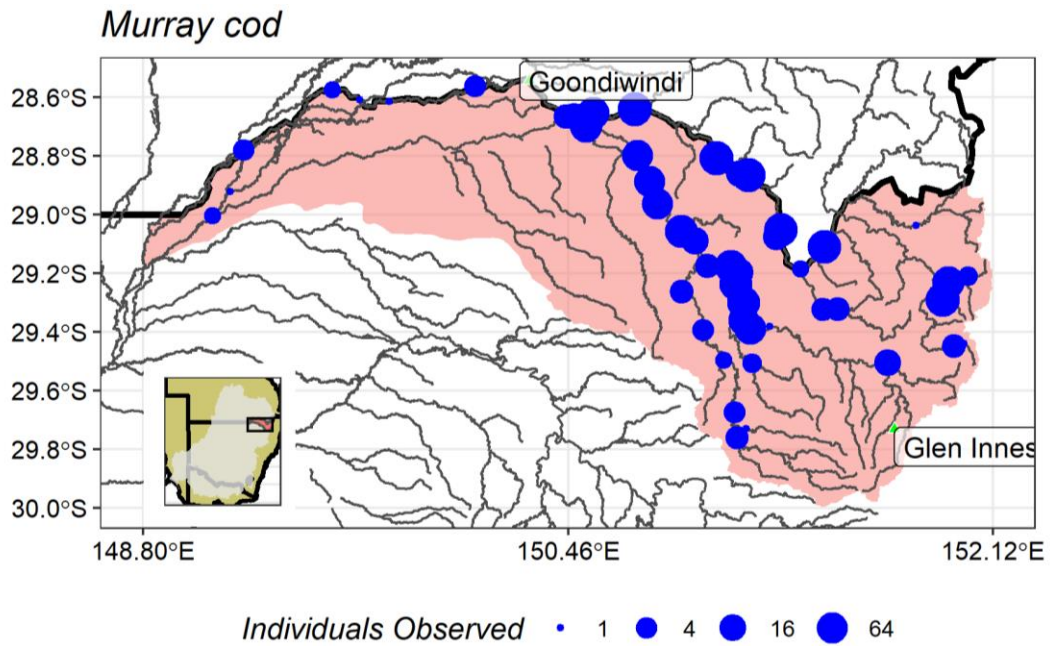 Murray cod
Goondiwindi
28.6°S
28.8°S
29.0°S
29.2°S
29.4°S
29.6°S
29.8°S
30.0°S
Glen Innes
148.80°E 150.46°E 152.12°E
Individuals Observed 1 4 16 64